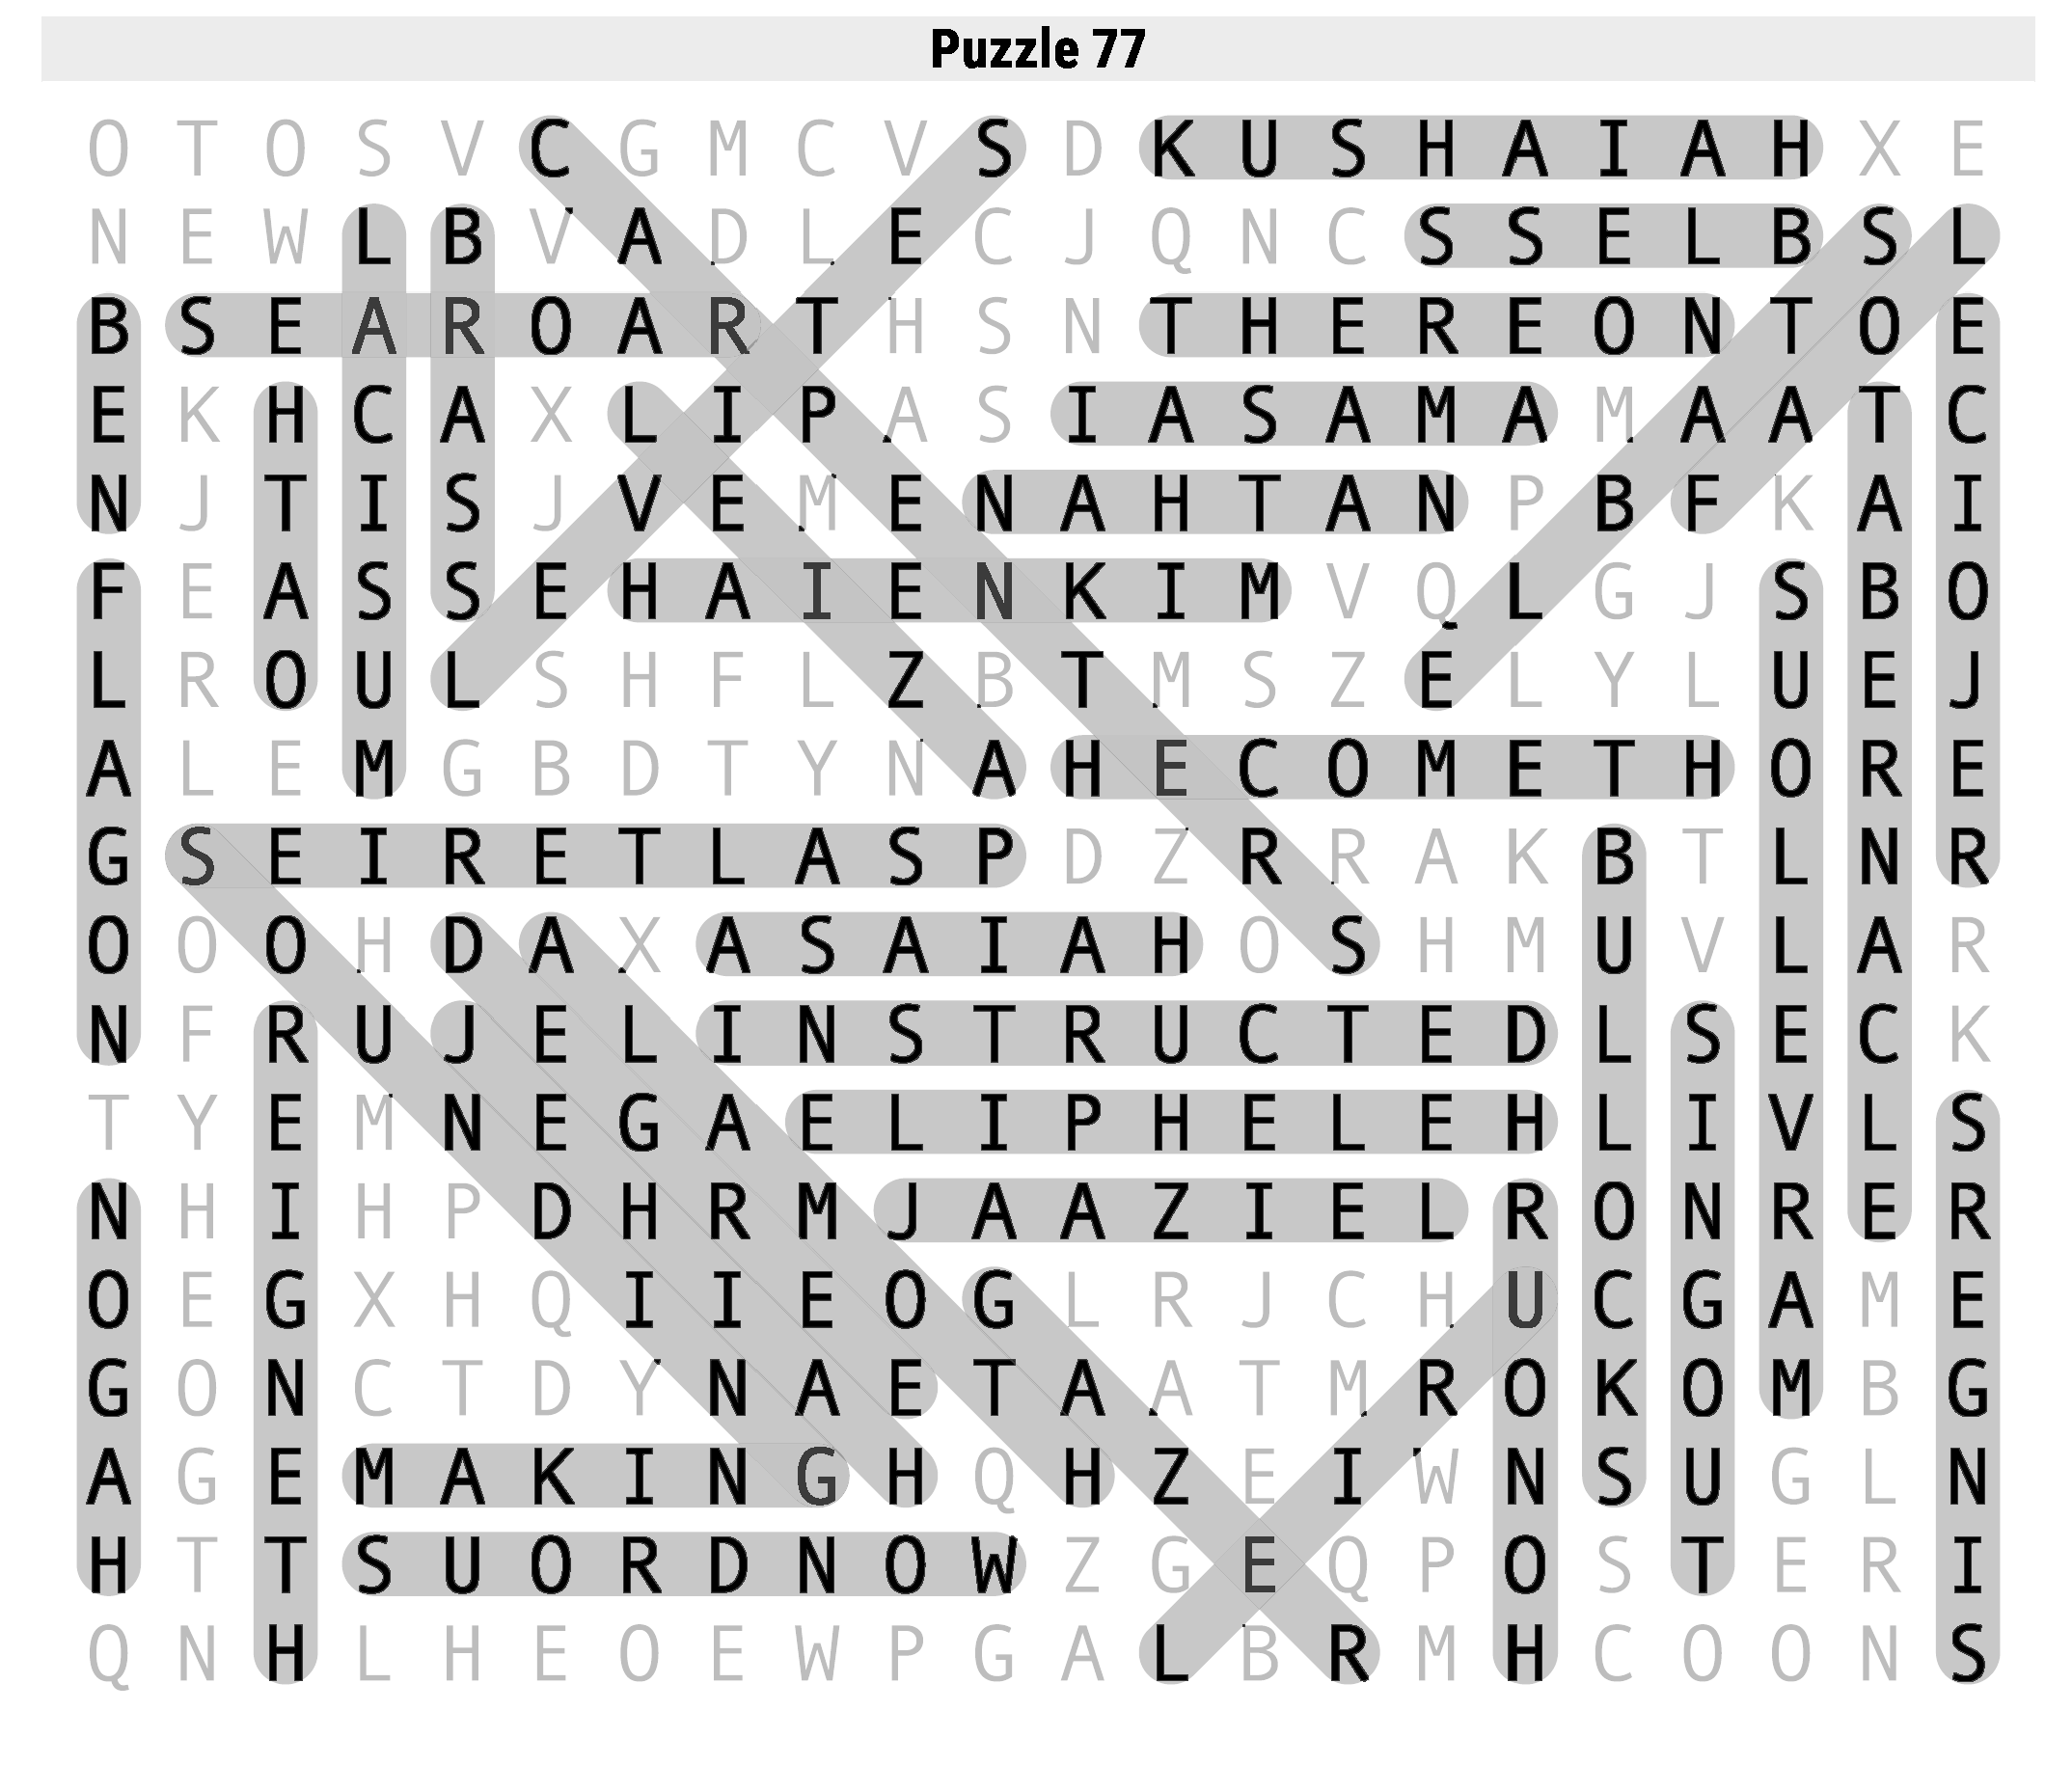 Puzzle 77
O T O S V C G M C V S D K U S H A I A H X E
N E W L B V A D L E C J Q N C S S E L B S L
B S E A R O A R T H S N T H E R E O N T O E
E K H C A X L I P A S I A S A M A M A A T C
N J T I S J V E M E N A H T A N P B F K A I
F E A S S E H A I E N K I M V Q L G J S B O
L R O U L S H F L Z B T M S Z E L Y L U E J
A L E M G B D T Y N A H E C O M E T H O R E
G S E I R E T L A S P D Z R R A K B T L N R
O O O H D A X A S A I A H O S H M U V L A R
N F R U J E L I N S T R U C T E D L S E C K
T Y E M N E G A E L I P H E L E H L I V L S
N H I H P D H R M J A A Z I E L R O N R E R
O E G X H Q I I E O G L R J C H U C G A M E
G O N C T D Y N A E T A A T M R O K O M B G
A G E M A K I N G H Q H Z E I W N S U G L N
H T T S U O R D N O W Z G E Q P O S T E R I
Q N H L H E O E W P G A L B R M H C O O N S